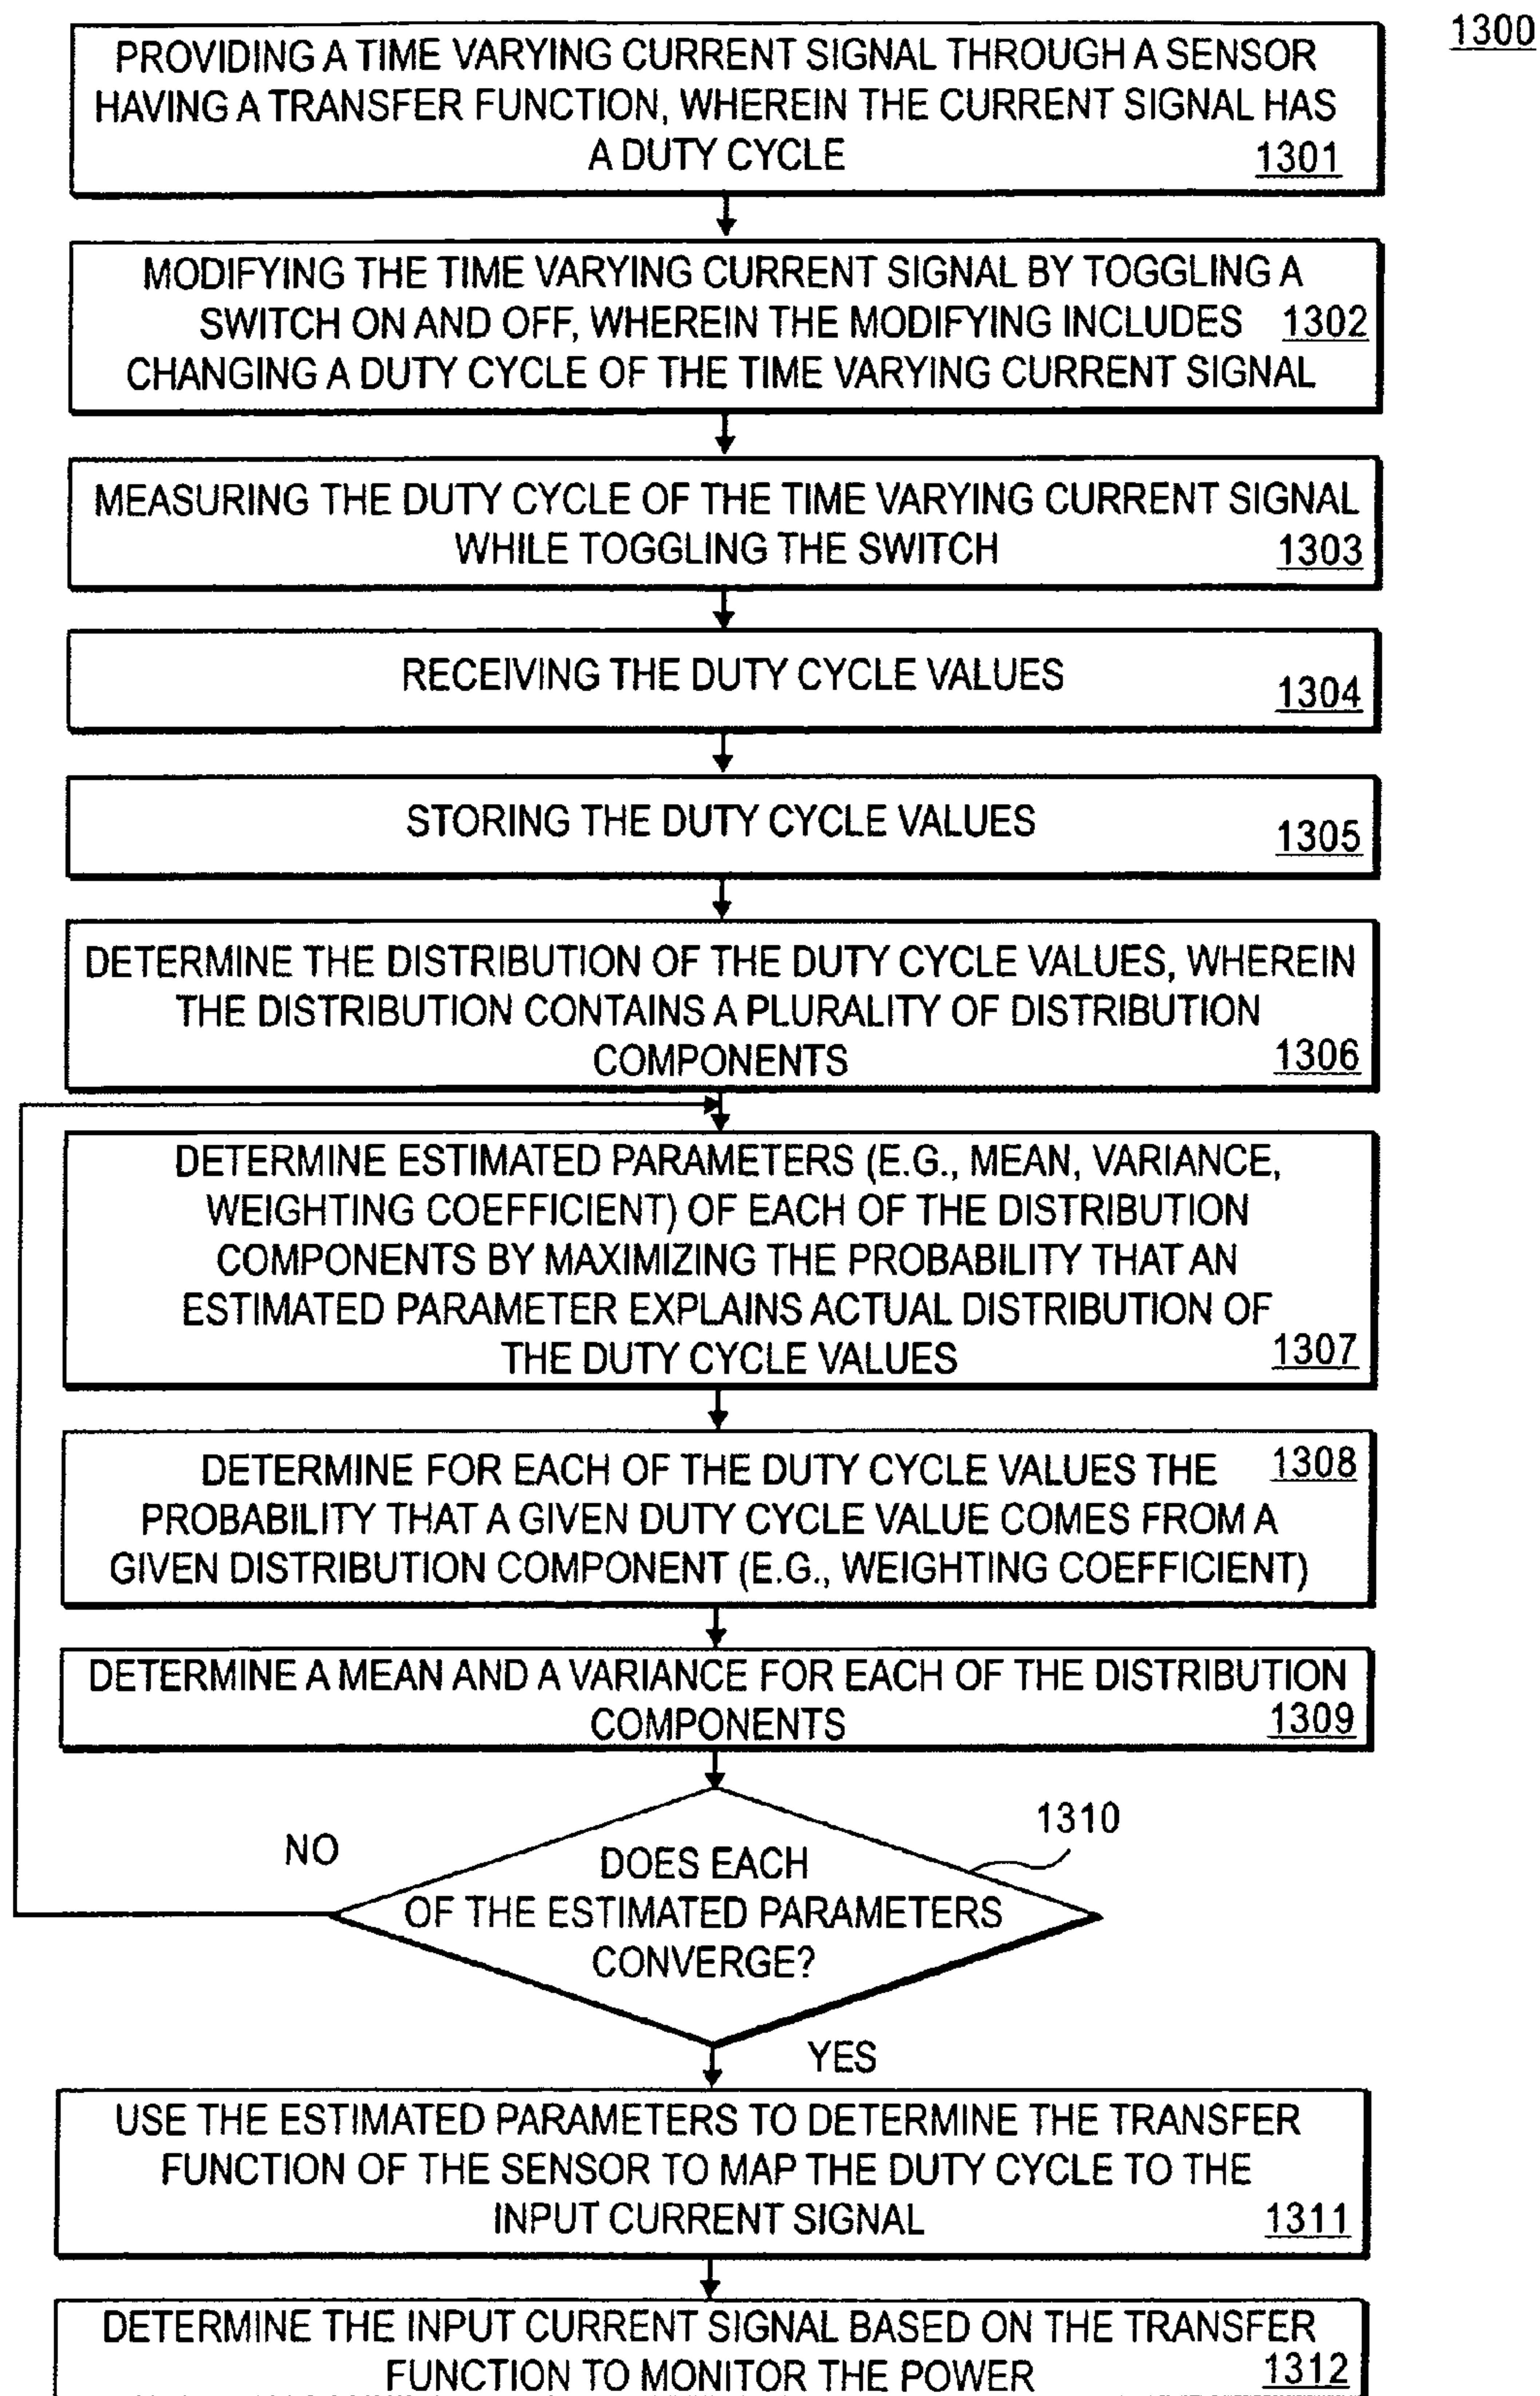 1300
PROVIDING A TIME VARYING CURRENT SIGNAL THROUGH A SENSOR
HAVING A TRANSFER FUNCTION, WHEREIN THE CURRENT SIGNAL HAS
A DUTY CYCLE 1301
MODIFYING THE TIME VARYING CURRENT SIGNAL BY TOGGLING A
SWITCH ON AND OFF, WHEREIN THE MODIFYING INCLUDES 1302
CHANGING A DUTY CYCLE OF THE TIME VARYING CURRENT SIGNAL
MEASURING THE DUTY CYCLE OF THE TIME VARYING CURRENT SIGNAL
WHILE TOGGLING THE SWITCH 1303
RECEIVING THE DUTY CYCLE VALUES 1304
STORING THE DUTY CYCLE VALUES 1305
DETERMINE THE DISTRIBUTION OF THE DUTY CYCLE VALUES, WHEREIN
THE DISTRIBUTION CONTAINS A PLURALITY OF DISTRIBUTION
COMPONENTS 1306
DETERMINE ESTIMATED PARAMETERS (E.G., MEAN, VARIANCE,
WEIGHTING COEFFICIENT) OF EACH OF THE DISTRIBUTION
COMPONENTS BY MAXIMIZING THE PROBABILITY THAT AN
ESTIMATED PARAMETER EXPLAINS ACTUAL DISTRIBUTION OF
THE DUTY CYCLE VALUES 1307
DETERMINE FOR EACH OF THE DUTY CYCLE VALUES THE 1308
PROBABILITY THAT A GIVEN DUTY CYCLE VALUE COMES FROM A
GIVEN DISTRIBUTION COMPONENT (E.G., WEIGHTING COEFFICIENT)
DETERMINE A MEAN AND A VARIANCE FOR EACH OF THE DISTRIBUTION
COMPONENTS 1309
1310
NO
DOES EACH
OF THE ESTIMATED PARAMETERS
CONVERGE?
YES
USE THE ESTIMATED PARAMETERS TO DETERMINE THE TRANSFER
FUNCTION OF THE SENSOR TO MAP THE DUTY CYCLE TO THE
INPUT CURRENT SIGNAL 1311
DETERMINE THE INPUT CURRENT SIGNAL BASED ON THE TRANSFER
FUNCTION TO MONITOR THE POWER 1312